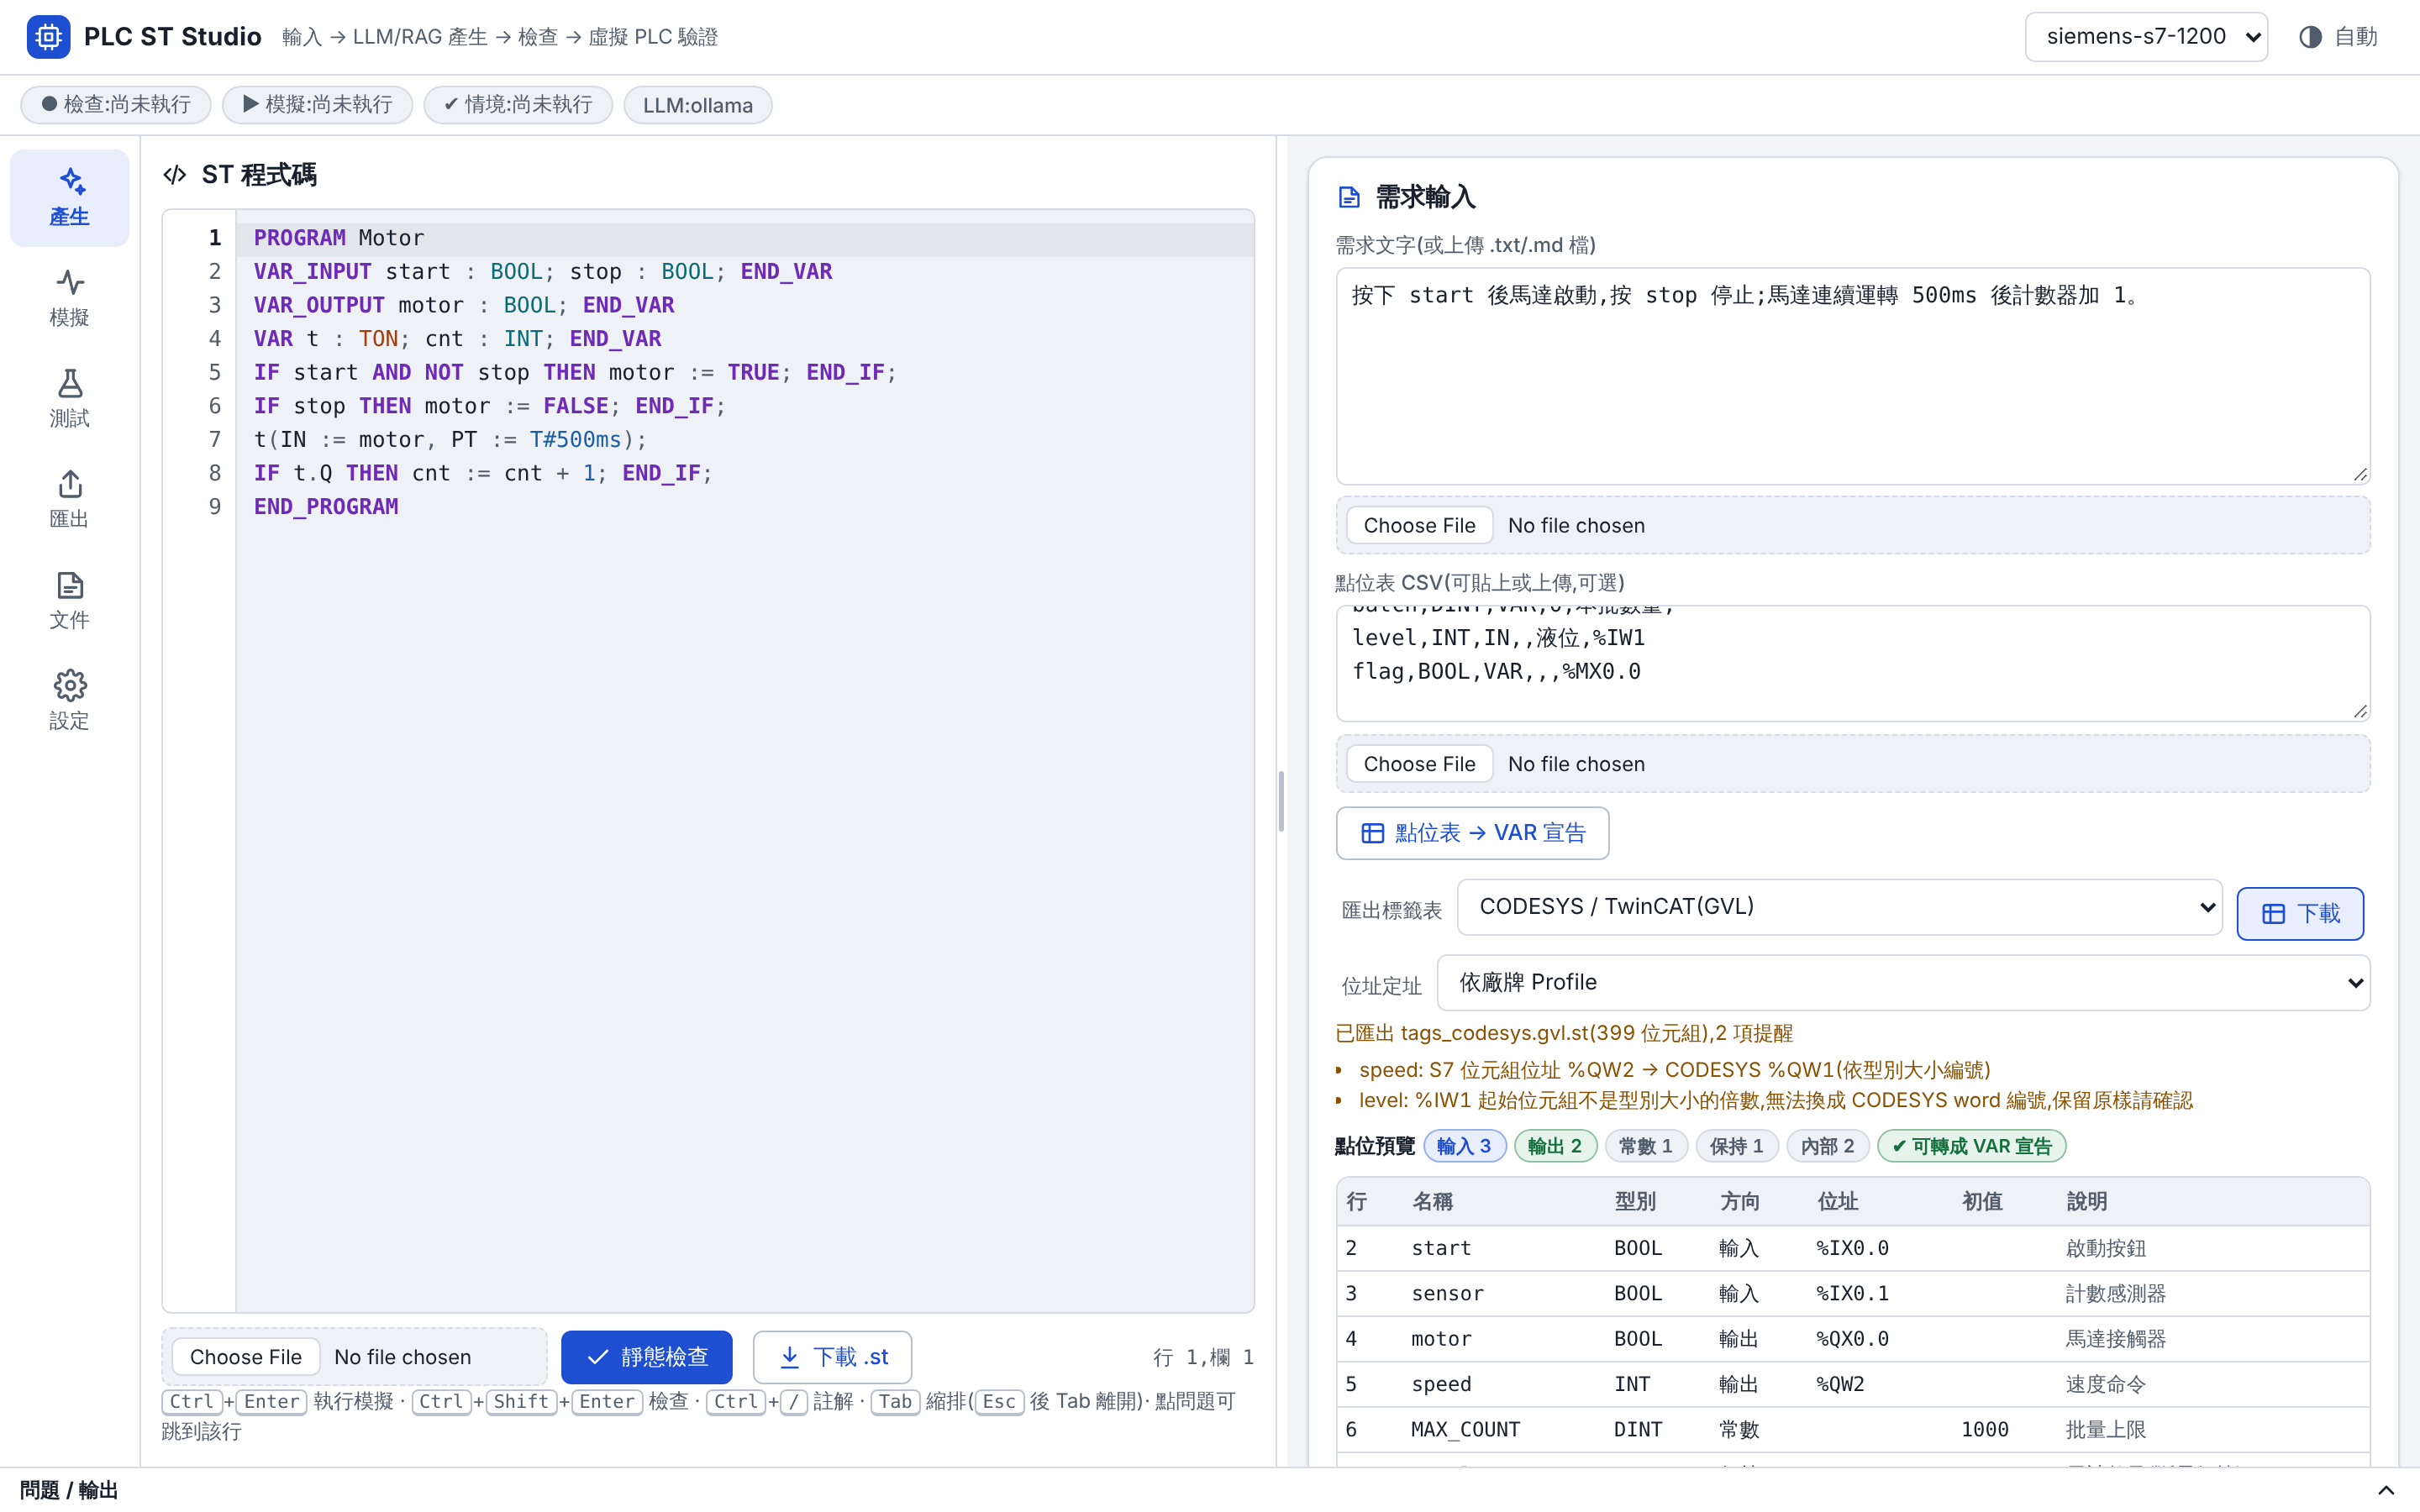 PLC ST Studio 輸入 → LLM/RAG 產生 → 檢查 → 虛擬 PLC 驗證
siemens-s7-1200
自動
● 檢查:尚未執行
▶ 模擬:尚未執行
✔ 情境:尚未執行
LLM:ollama
產生
模擬
測試
匯出
文件
設定
ST 程式碼
1 PROGRAM Motor
2 VAR_INPUT start : BOOL; stop : BOOL; END_VAR
3 VAR_OUTPUT motor : BOOL; END_VAR
4 VAR t : TON; cnt : INT; END_VAR
5 IF start AND NOT stop THEN motor := TRUE; END_IF;
6 IF stop THEN motor := FALSE; END_IF;
7 t(IN := motor, PT := T#500ms);
8 IF t.Q THEN cnt := cnt + 1; END_IF;
9 END_PROGRAM
Choose File No file chosen
靜態檢查
下載 .st
行 1,欄 1
Ctrl+Enter 執行模擬 · Ctrl+Shift+Enter 檢查 · Ctrl+/ 註解 · Tab 縮排(Esc 後 Tab 離開)· 點問題可
跳到該行
需求輸入
需求文字(或上傳 .txt/.md 檔)
按下 start 後馬達啟動,按 stop 停止;馬達連續運轉 500ms 後計數器加 1。
Choose File No file chosen
點位表 CSV(可貼上或上傳,可選)
batch,DINT,VAR,0,本批數量,
level,INT,IN,,液位,%IW1
flag,BOOL,VAR,,,%MX0.0
Choose File No file chosen
點位表 → VAR 宣告
匯出標籤表 CODESYS / TwinCAT(GVL) 下載
位址定址 依廠牌 Profile
已匯出 tags_codesys.gvl.st(399 位元組),2 項提醒
• speed: S7 位元組位址 %QW2 → CODESYS %QW1(依型別大小編號)
• level: %IW1 起始位元組不是型別大小的倍數,無法換成 CODESYS word 編號,保留原樣請確認
點位預覽 輸入 3 輸出 2 常數 1 保持 1 內部 2 ✔ 可轉成 VAR 宣告
行 名稱 型別 方向 位址 初值 說明
2 start BOOL 輸入 %IX0.0 啟動按鈕
3 sensor BOOL 輸入 %IX0.1 計數感測器
4 motor BOOL 輸出 %QX0.0 馬達接觸器
5 speed INT 輸出 %QW2 速度命令
6 MAX_COUNT DINT 常數 1000 批量上限
問題 / 輸出